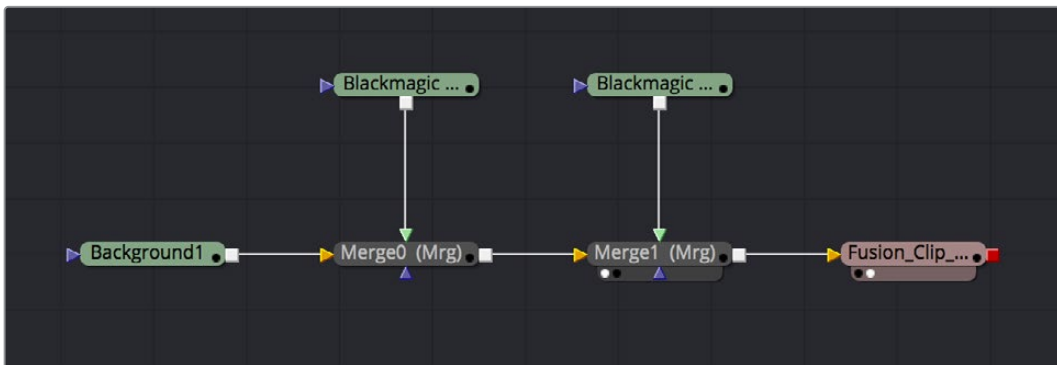 Blackmagic ...
Blackmagic ...
Background1
Merge0 (Mrg)
Merge1 (Mrg)
Fusion_Clip_...